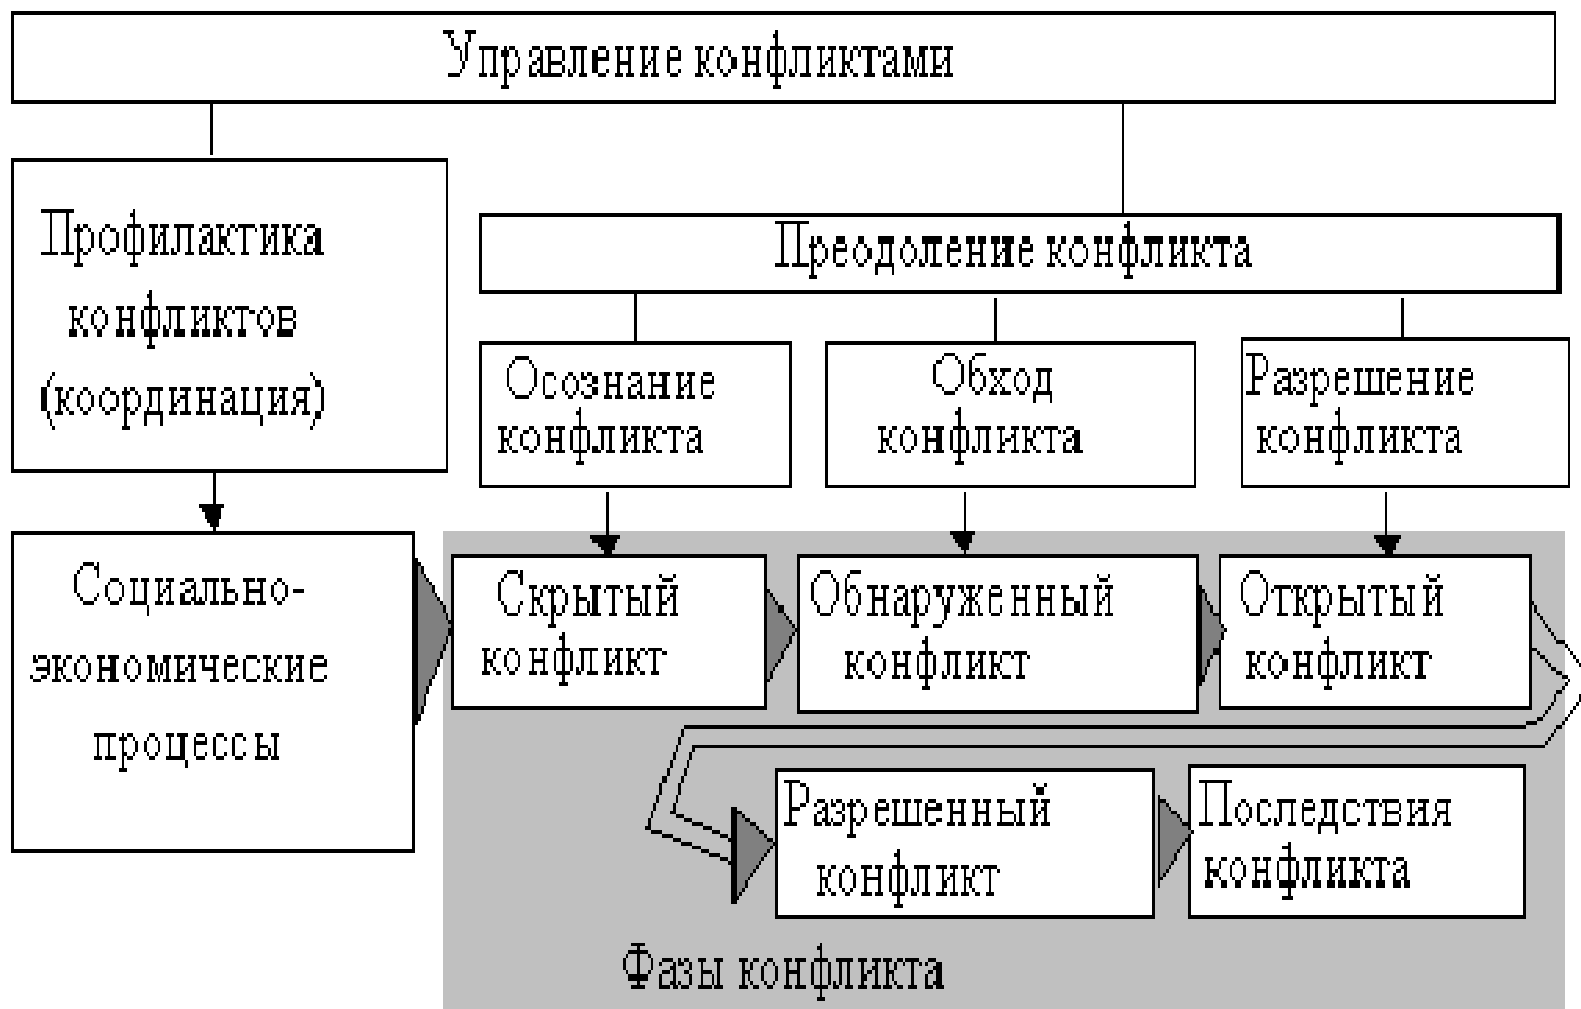 Управление конфликтами
Профилактика
конфликтов
(координация)
Преодоление конфликта
Осознание
конфликта
Обход
конфликта
Разрешение
конфликта
Социально-
экономические
процессы
Скрытый
конфликт
Обнаруженный
конфликт
Открытый
конфликт
Разрешенный
конфликт
Последствия
конфликта
Фазы конфликта